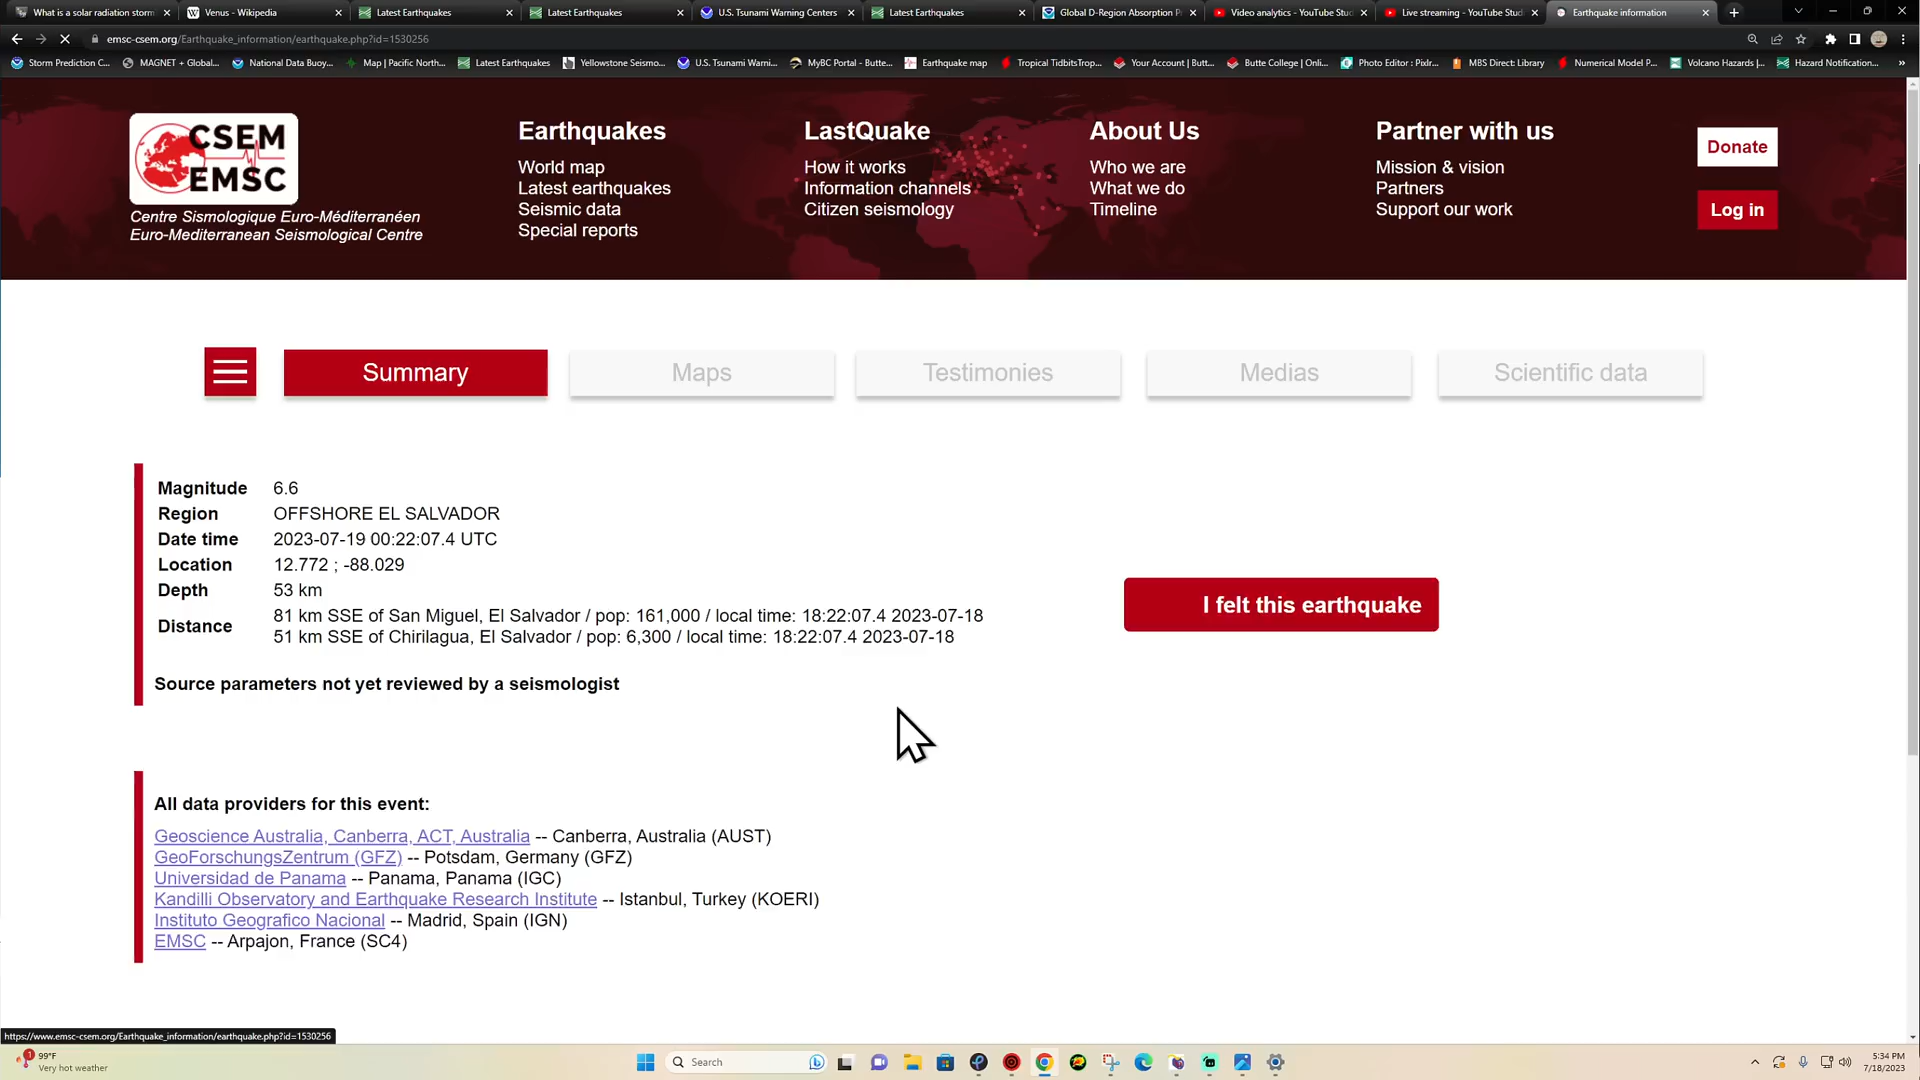 What is a solar radiation storm
Venus - Wikipedia
Latest Earthquakes
Latest Earthquakes
U.S. Tsunami Warning Centers
Latest Earthquakes
Global D-Region Absorption P
Video analytics - YouTube Stud
Live streaming - YouTube Stud
Earthquake information
emsc-csem.org/Earthquake_information/earthquake.php?id=1530256
Storm Prediction C...
MAGNET + Global...
National Data Buoy...
Map | Pacific North...
Latest Earthquakes
Yellowstone Seismo...
U.S. Tsunami Warni...
MyBC Portal - Butte...
Earthquake map
Tropical TidbitsTrop...
Your Account | Butt...
Butte College | Onli...
Photo Editor : Pixlr...
MBS Direct: Library
Numerical Model P...
Volcano Hazards |...
Hazard Notification...
CSEM
EMSC
Centre Sismologique Euro-Méditerranéen
Euro-Mediterranean Seismological Centre
Earthquakes
World map
Latest earthquakes
Seismic data
Special reports
LastQuake
How it works
Information channels
Citizen seismology
About Us
Who we are
What we do
Timeline
Partner with us
Mission & vision
Partners
Support our work
Donate
Log in
Summary
Maps
Testimonies
Medias
Scientific data
Magnitude 6.6
Region OFFSHORE EL SALVADOR
Date time 2023-07-19 00:22:07.4 UTC
Location 12.772 ; -88.029
Depth 53 km
Distance 81 km SSE of San Miguel, El Salvador / pop: 161,000 / local time: 18:22:07.4 2023-07-18
51 km SSE of Chirilagua, El Salvador / pop: 6,300 / local time: 18:22:07.4 2023-07-18
I felt this earthquake
Source parameters not yet reviewed by a seismologist
All data providers for this event:
Geoscience Australia, Canberra, ACT, Australia -- Canberra, Australia (AUST)
GeoForschungsZentrum (GFZ) -- Potsdam, Germany (GFZ)
Universidad de Panama -- Panama, Panama (IGC)
Kandilli Observatory and Earthquake Research Institute -- Istanbul, Turkey (KOERI)
Instituto Geografico Nacional -- Madrid, Spain (IGN)
EMSC -- Arpajon, France (SC4)
https://www.emsc-csem.org/Earthquake_information/earthquake.php?id=1530256
1
99°F
Very hot weather
Search
5:34 PM
7/18/2023